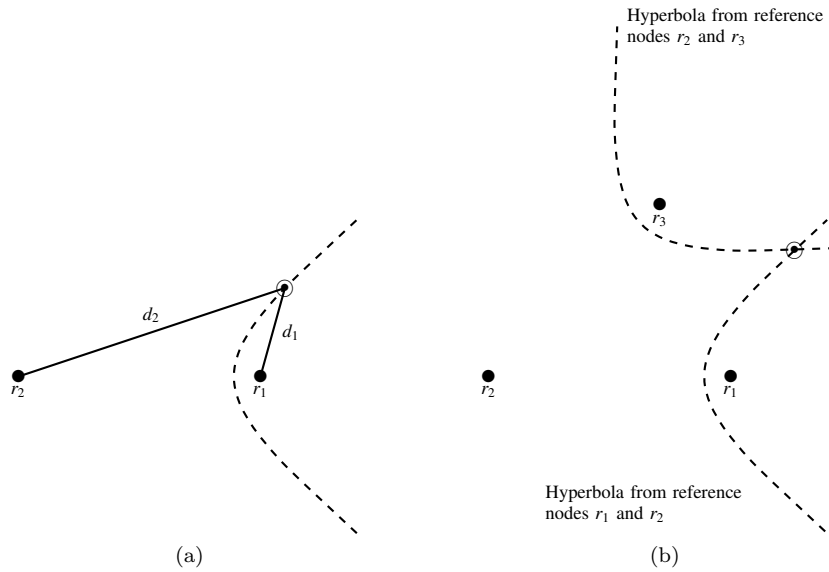 Hyperbola from reference
nodes r₂ and r₃
r₃
d₂
d₁
r₂
r₁
r₂
r₁
Hyperbola from reference
nodes r₁ and r₂
(a)
(b)